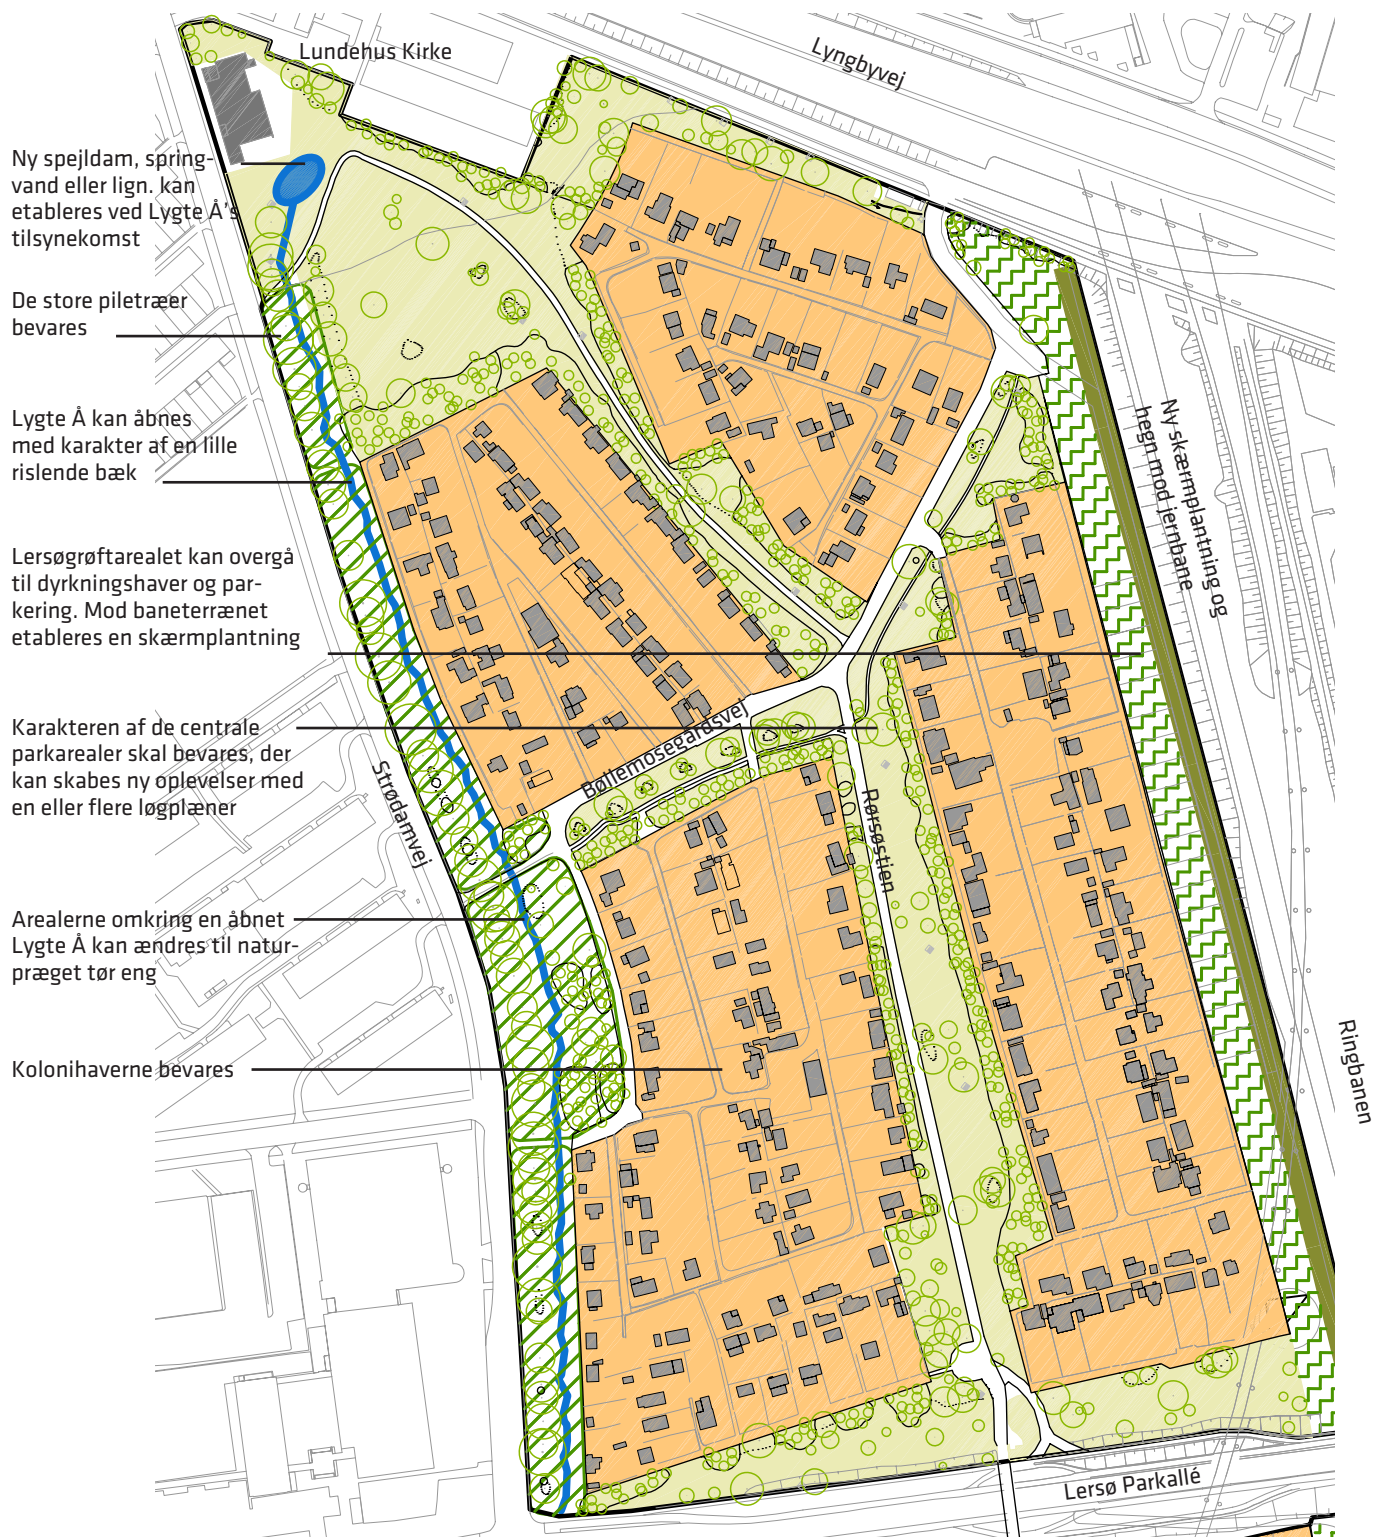 Lundehus Kirke
Lyngbyvej
Ny spejldam, spring-
vand eller lign. kan
etableres ved Lygte Å's
tilsynekomst
De store piletræer
bevares
Lygte Å kan åbnes
med karakter af en lille
rislende bæk
Ny skærmplantning og
hegn mod jernbane
Lersøgrøftarealet kan overgå
til dyrkningshaver og par-
kering. Mod baneterrænet
etableres en skærmplantning
Karakteren af de centrale
parkarealer skal bevares, der
kan skabes ny oplevelser med
en eller flere løgplæner
Bøllemosegårdsvej
Strødamvej
Rørsøstien
Arealerne omkring en åbnet
Lygte Å kan ændres til natur-
præget tør eng
Kolonihaverne bevares
Ringbanen
Lersø Parkallé